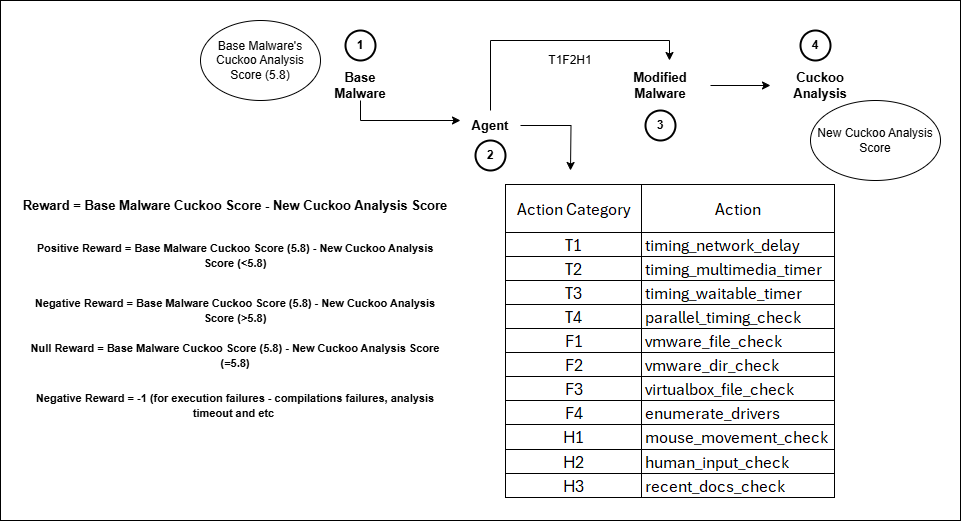 Base Malware's
Cuckoo Analysis
Score (5.8)
1
Base
Malware
T1F2H1
Modified
Malware
3
4
Cuckoo
Analysis
New Cuckoo Analysis
Score
Agent
2
Reward = Base Malware Cuckoo Score - New Cuckoo Analysis Score
Positive Reward = Base Malware Cuckoo Score (5.8) - New Cuckoo Analysis
Score (<5.8)
Negative Reward = Base Malware Cuckoo Score (5.8) - New Cuckoo Analysis
Score (>5.8)
Null Reward = Base Malware Cuckoo Score (5.8) - New Cuckoo Analysis Score
(=5.8)
Negative Reward = -1 (for execution failures - compilations failures, analysis
timeout and etc
Action Category Action
T1 timing_network_delay
T2 timing_multimedia_timer
T3 timing_waitable_timer
T4 parallel_timing_check
F1 vmware_file_check
F2 vmware_dir_check
F3 virtualbox_file_check
F4 enumerate_drivers
H1 mouse_movement_check
H2 human_input_check
H3 recent_docs_check